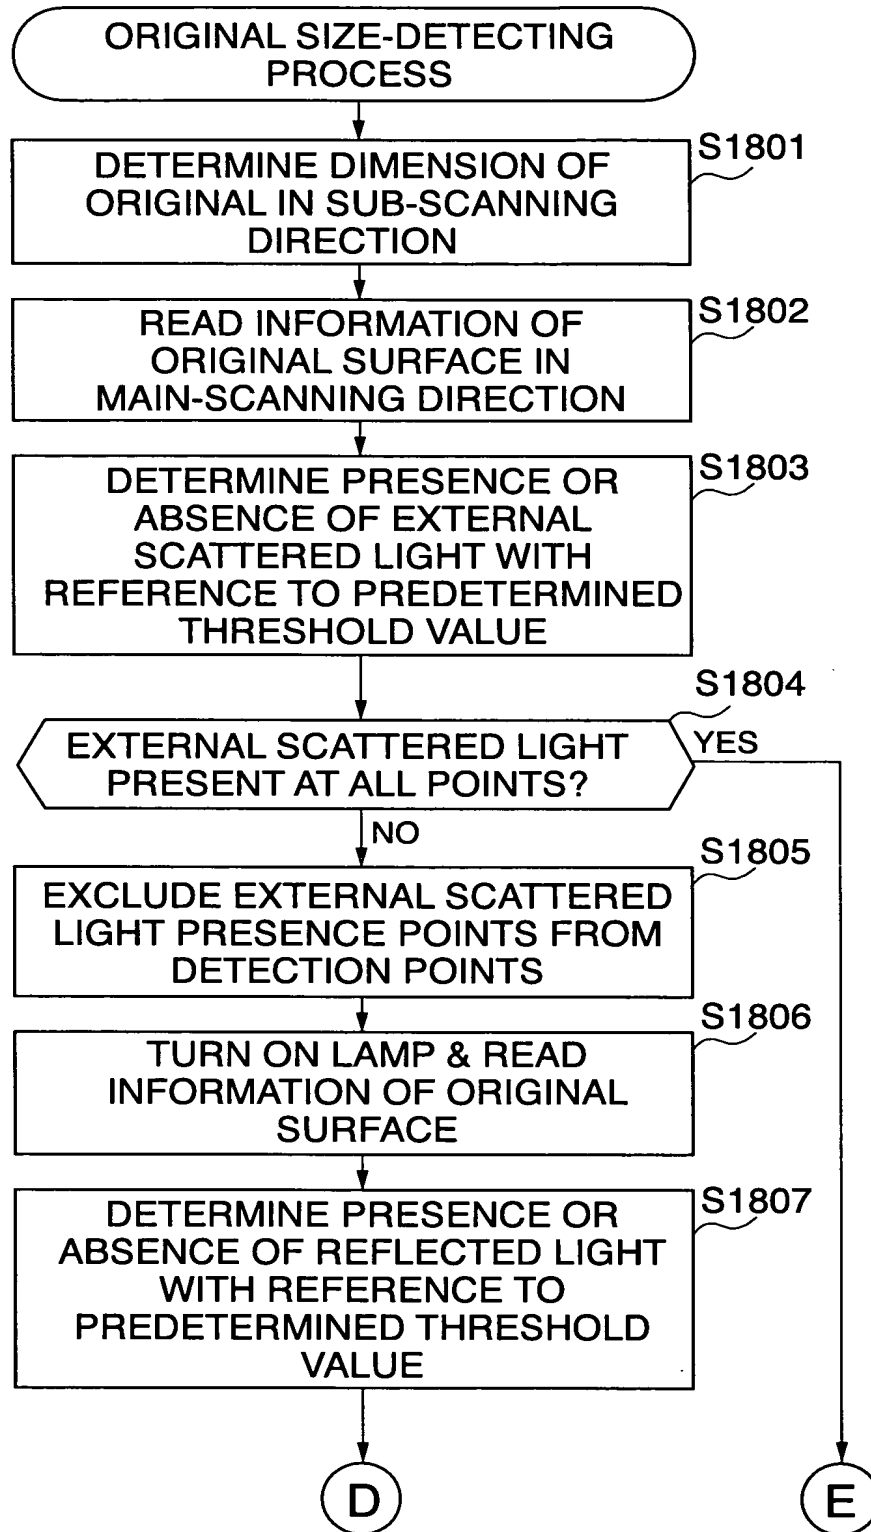 ORIGINAL SIZE-DETECTING
PROCESS
S1801
DETERMINE DIMENSION OF
ORIGINAL IN SUB-SCANNING
DIRECTION
S1802
READ INFORMATION OF
ORIGINAL SURFACE IN
MAIN-SCANNING DIRECTION
S1803
DETERMINE PRESENCE OR
ABSENCE OF EXTERNAL
SCATTERED LIGHT WITH
REFERENCE TO PREDETERMINED
THRESHOLD VALUE
S1804
EXTERNAL SCATTERED LIGHT
PRESENT AT ALL POINTS?
YES
NO
S1805
EXCLUDE EXTERNAL SCATTERED
LIGHT PRESENCE POINTS FROM
DETECTION POINTS
S1806
TURN ON LAMP & READ
INFORMATION OF ORIGINAL
SURFACE
S1807
DETERMINE PRESENCE OR
ABSENCE OF REFLECTED LIGHT
WITH REFERENCE TO
PREDETERMINED THRESHOLD
VALUE
D
E